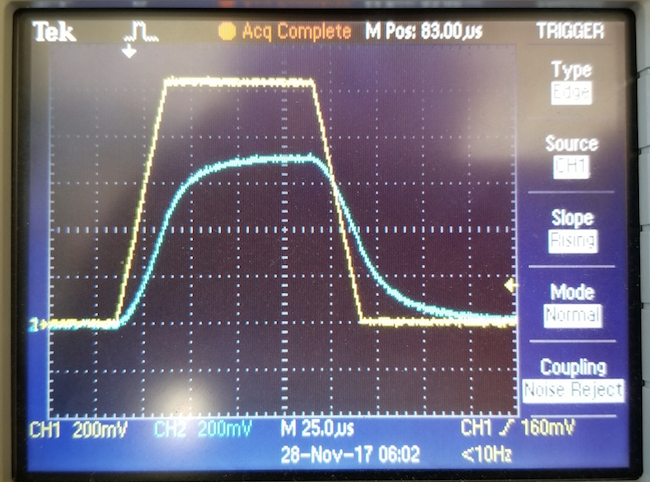 Tek Acq Complete M Pos: 83.00µs TRIGGER
Type
Edge
Source
CH1
Slope
Rising
Mode
Normal
Coupling
Noise Reject
CH1 200mV CH2 200mV M 25.0µs CH1 160mV
28-Nov-17 06:02 <10Hz